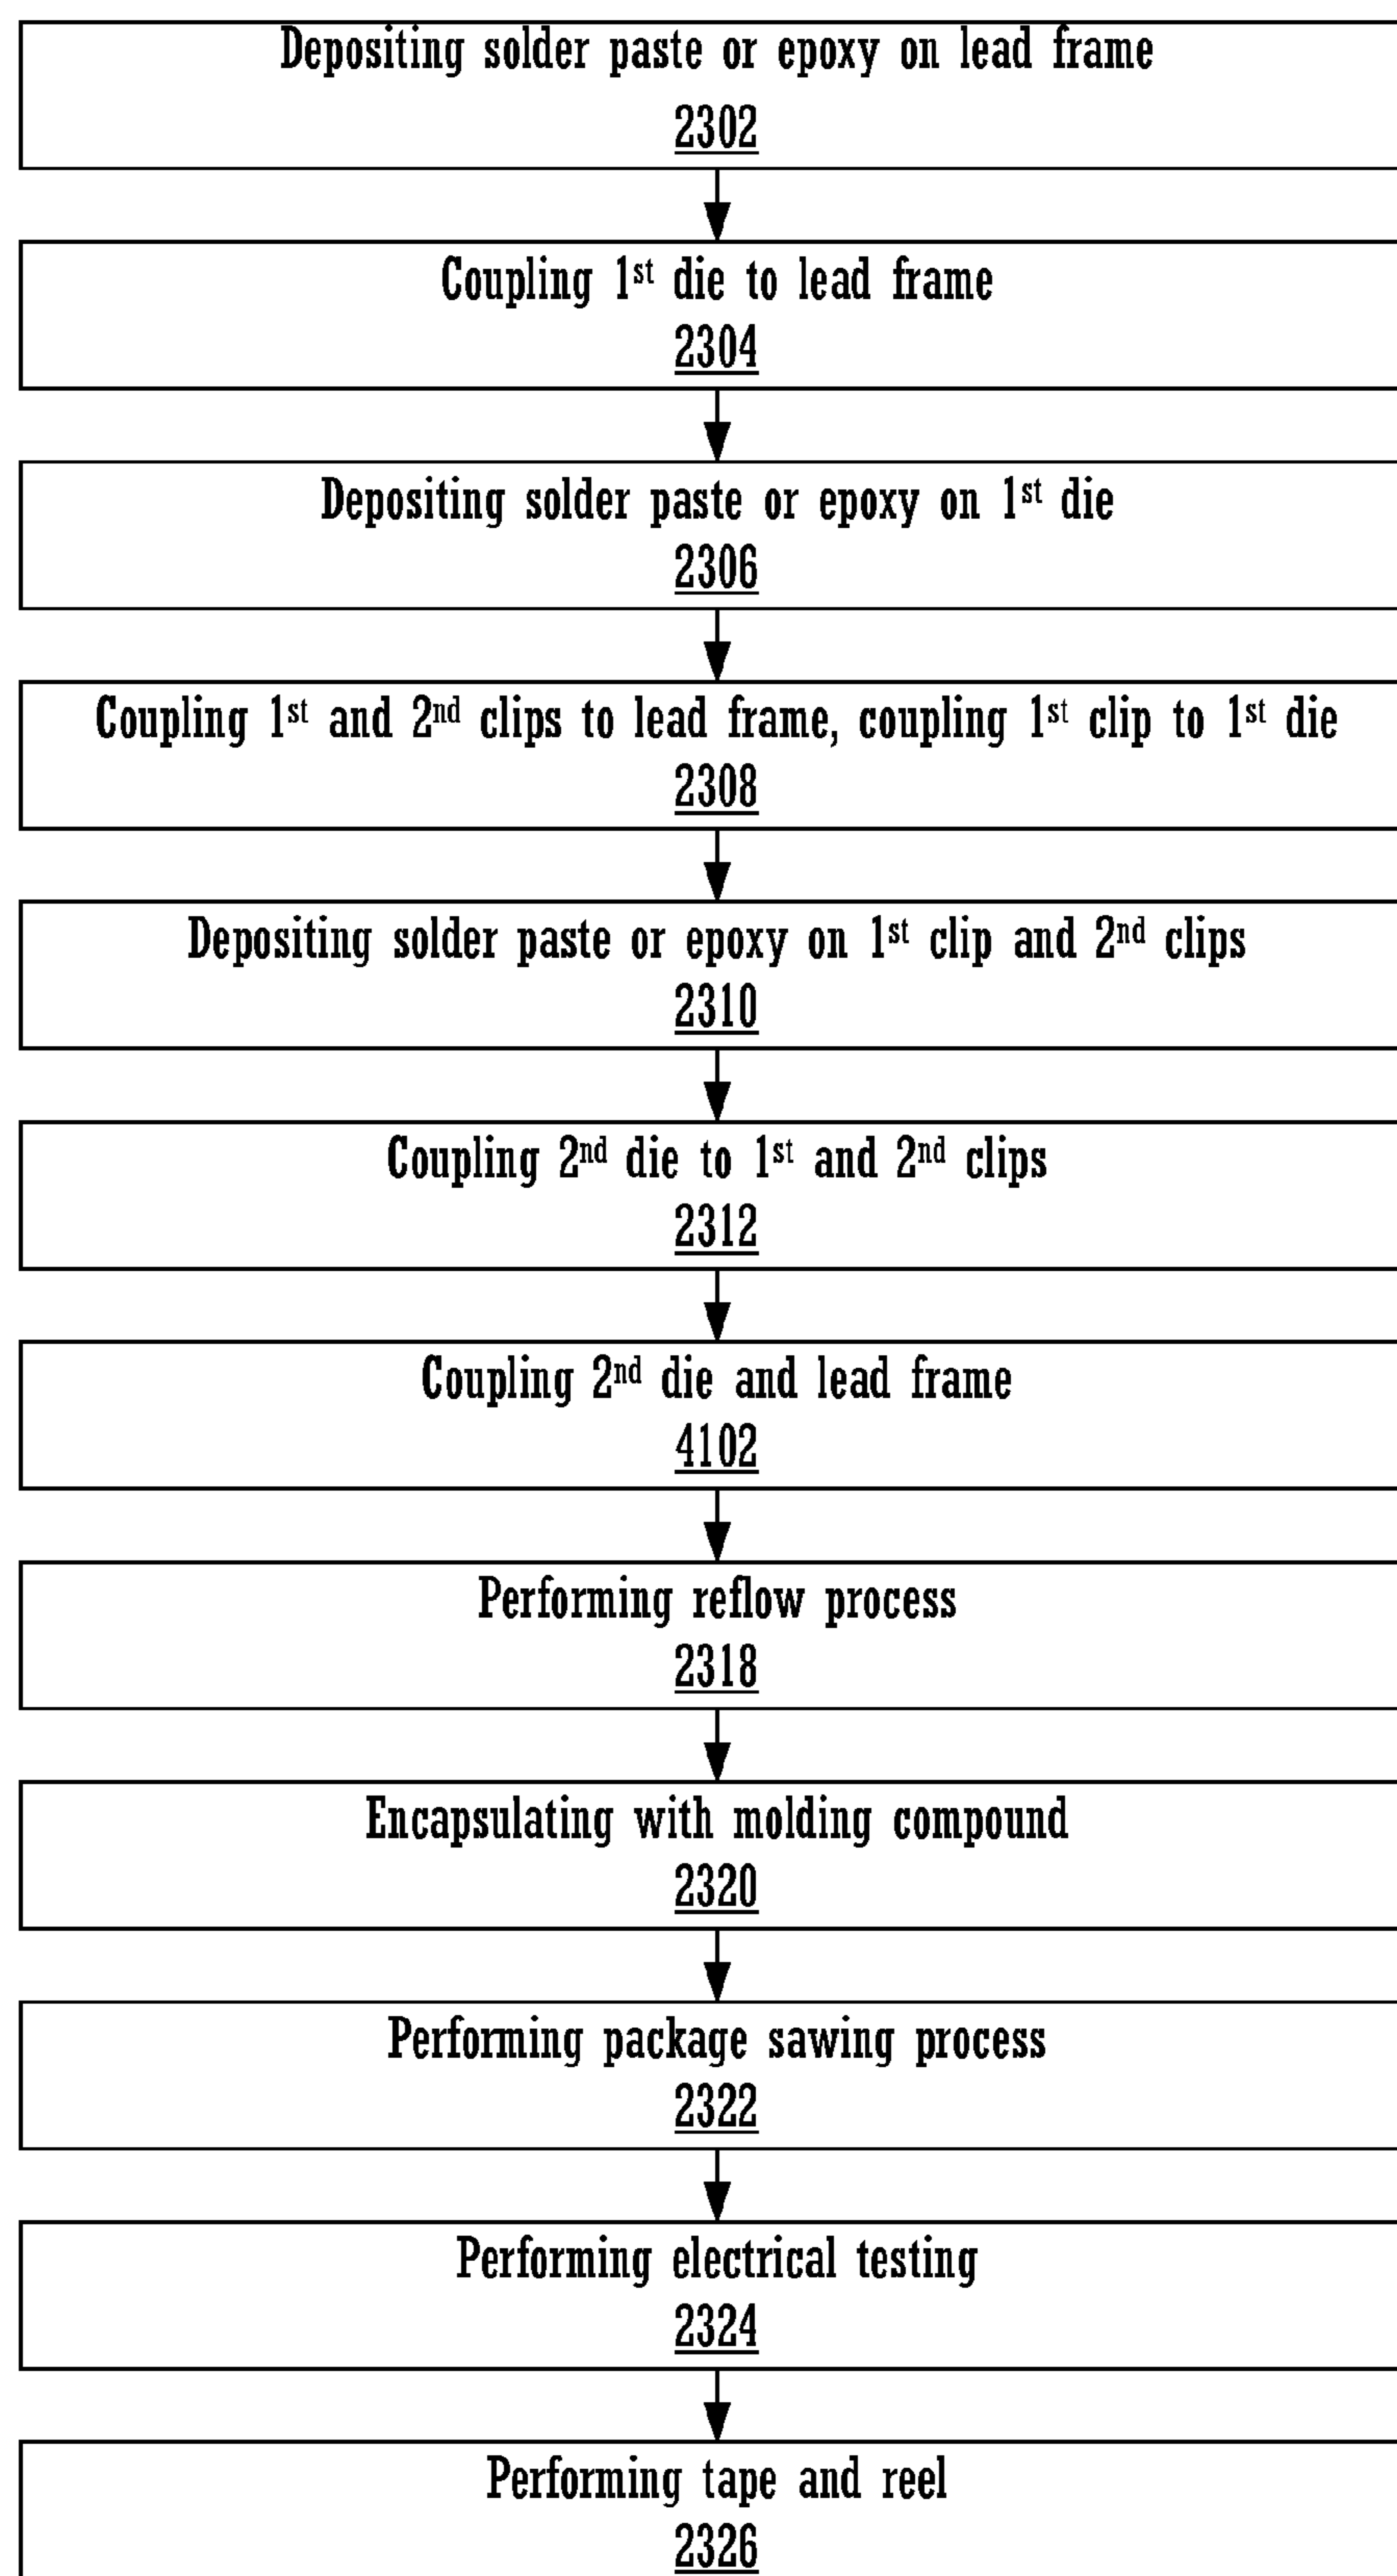 Depositing solder paste or epoxy on lead frame
2302
Coupling 1st die to lead frame
2304
Depositing solder paste or epoxy on 1st die
2306
Coupling 1st and 2nd clips to lead frame, coupling 1st clip to 1st die
2308
Depositing solder paste or epoxy on 1st clip and 2nd clips
2310
Coupling 2nd die to 1st and 2nd clips
2312
Coupling 2nd die and lead frame
4102
Performing reflow process
2318
Encapsulating with molding compound
2320
Performing package sawing process
2322
Performing electrical testing
2324
Performing tape and reel
2326